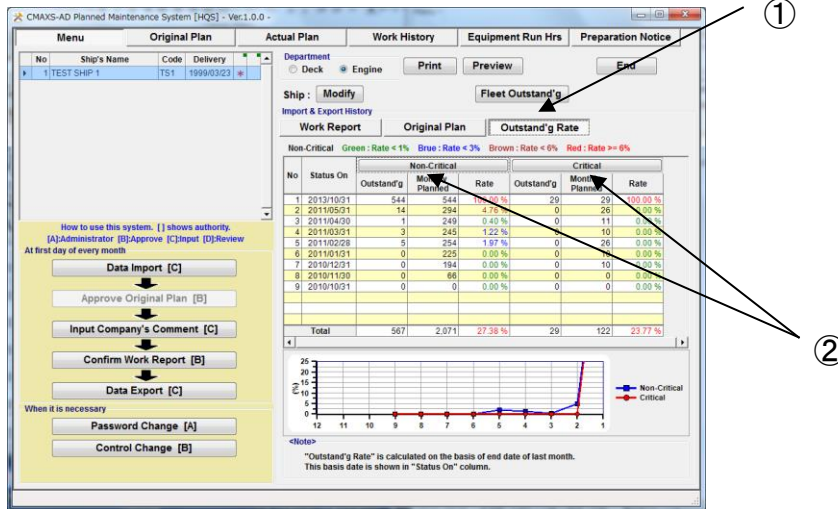 CMAXS-AD Planned Maintenance System [HQS] - Ver.1.0.0 -
①
Menu Original Plan Actual Plan Work History Equipment Run Hrs Preparation Notice
No Ship's Name Code Delivery
1 TEST SHIP 1 TS1 1999/03/23 *
Department
Deck Engine Print Preview End
Ship : Modify Fleet Outstand'g
Import & Export History
Work Report Original Plan Outstand'g Rate
Non-Critical Green : Rate < 1% Brue : Rate < 3% Brown : Rate < 6% Red : Rate >= 6%
Non-Critical Critical
No Status On Outstand'g Monthly Planned Rate Outstand'g Monthly Planned Rate
1 2013/10/31 544 544 100.00 % 29 29 100.00 %
2 2011/05/31 14 294 4.76 % 0 26 0.00 %
3 2011/04/30 1 249 0.40 % 0 11 0.00 %
4 2011/03/31 3 245 1.22 % 0 10 0.00 %
5 2011/02/28 5 254 1.97 % 0 26 0.00 %
6 2011/01/31 0 225 0.00 % 0 10 0.00 %
7 2010/12/31 0 194 0.00 % 0 10 0.00 %
8 2010/11/30 0 66 0.00 % 0 0 0.00 %
9 2010/10/31 0 0 0.00 % 0 0 0.00 %
Total 567 2,071 27.38 % 29 122 23.77 %
②
How to use this system. [ ] shows authority.
[A]:Administrator [B]:Approve [C]:Input [D]:Review
At first day of every month
Data Import [C]
Approve Original Plan [B]
Input Company's Comment [C]
Confirm Work Report [B]
Data Export [C]
When it is necessary
Password Change [A]
Control Change [B]
(%)
25
20
15
10
5
0
12 11 10 9 8 7 6 5 4 3 2 1
Non-Critical
Critical
<Note>
"Outstand'g Rate" is calculated on the basis of end date of last month.
This basis date is shown in "Status On" column.